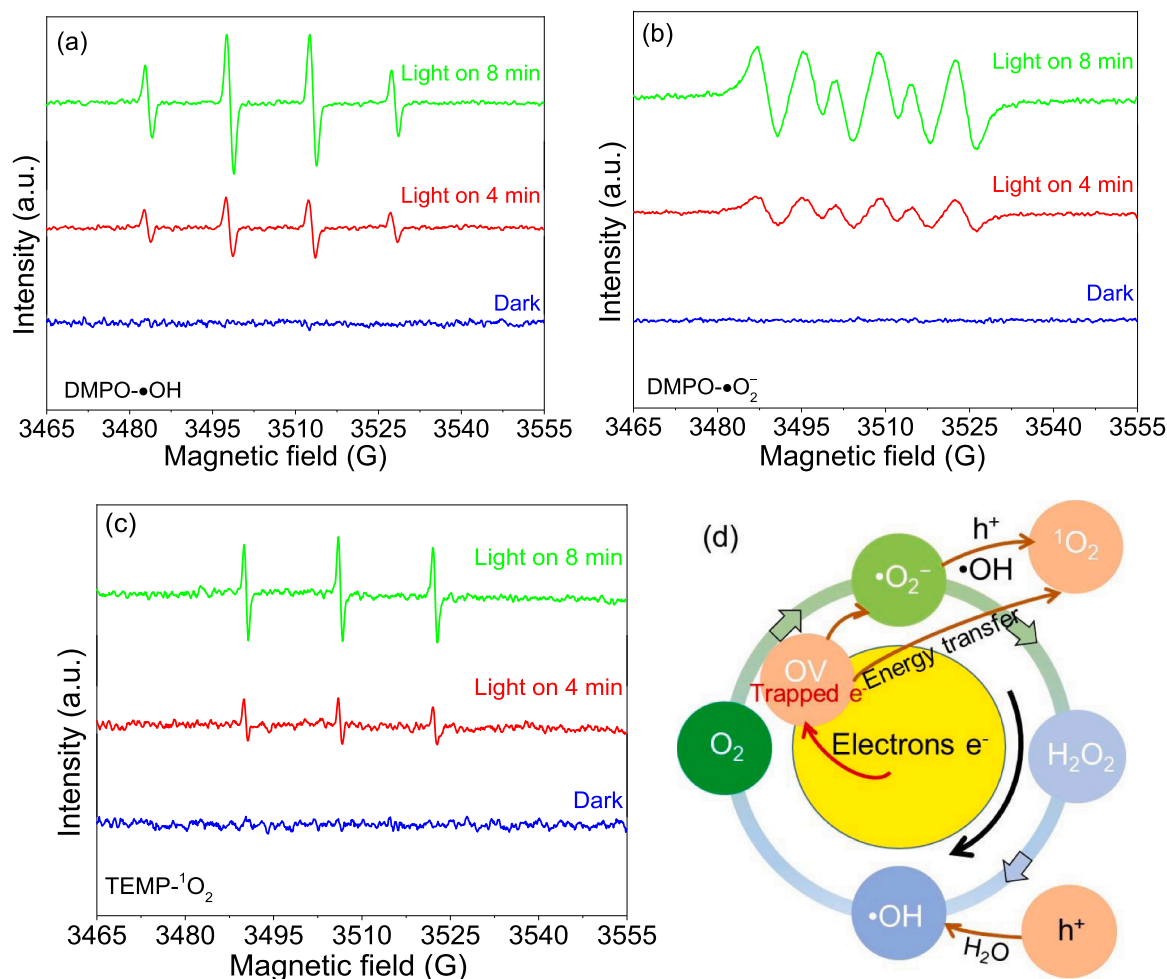 (a)
Light on 8 min
Light on 4 min
Dark
DMPO-●OH
Intensity (a.u.)
3465 3480 3495 3510 3525 3540 3555
Magnetic field (G)
(b)
Light on 8 min
Light on 4 min
Dark
DMPO-●O₂⁻
Intensity (a.u.)
3465 3480 3495 3510 3525 3540 3555
Magnetic field (G)
(c)
Light on 8 min
Light on 4 min
Dark
TEMP-¹O₂
Intensity (a.u.)
3465 3480 3495 3510 3525 3540 3555
Magnetic field (G)
(d)
h⁺
•OH
¹O₂
•O₂⁻
Energy transfer
OV
Trapped e⁻
O₂
Electrons e⁻
H₂O₂
•OH
H₂O
h⁺